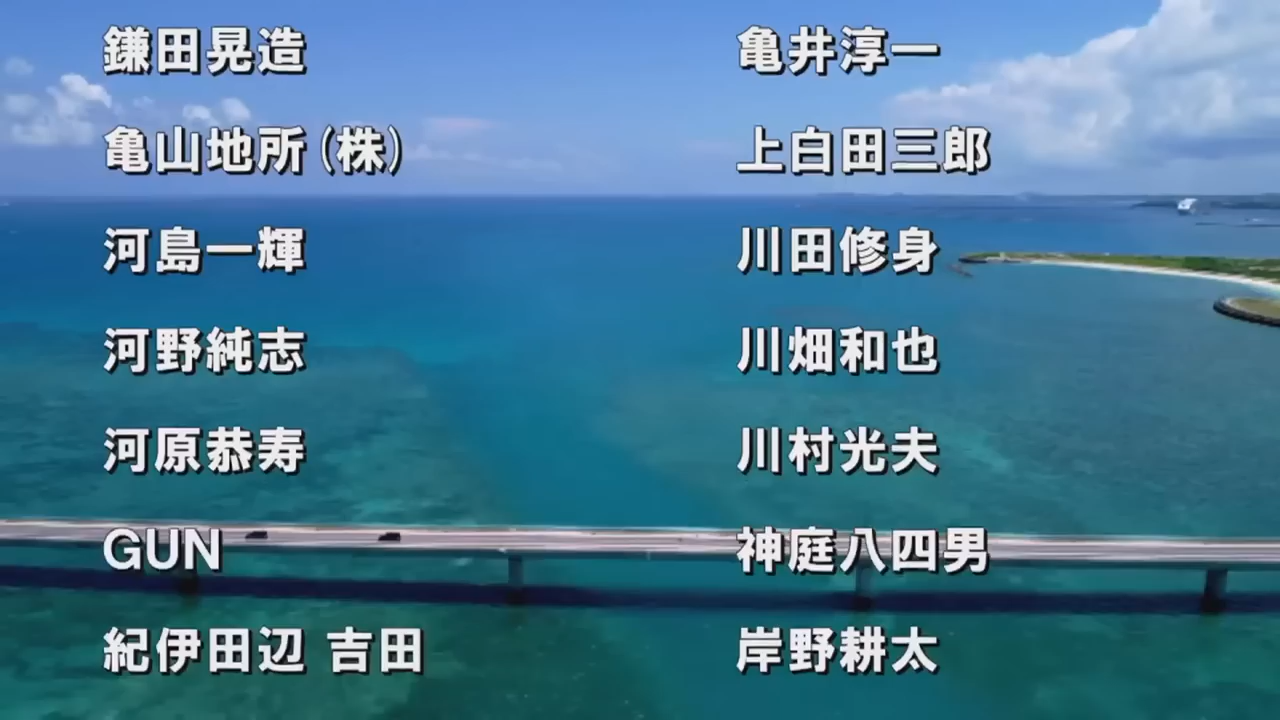 鎌田晃造
亀井淳一
亀山地所(株)
上白田三郎
河島一輝
川田修身
河野純志
川畑和也
河原恭寿
川村光夫
GUN
神庭八四男
紀伊田辺 吉田
岸野耕太